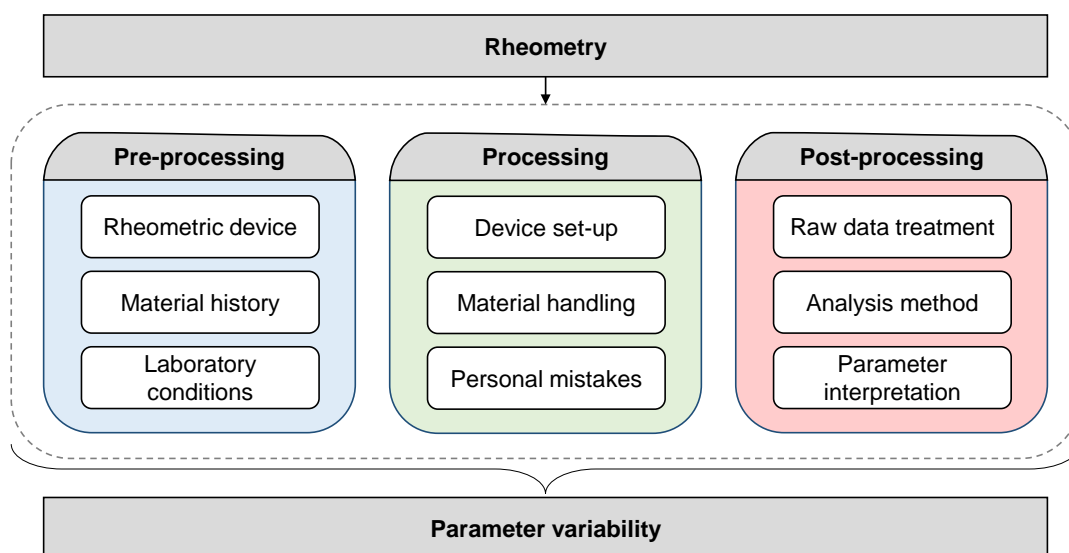 Rheometry
Pre-processing
Rheometric device
Material history
Laboratory
conditions
Processing
Device set-up
Material handling
Personal mistakes
Post-processing
Raw data treatment
Analysis method
Parameter
interpretation
Parameter variability